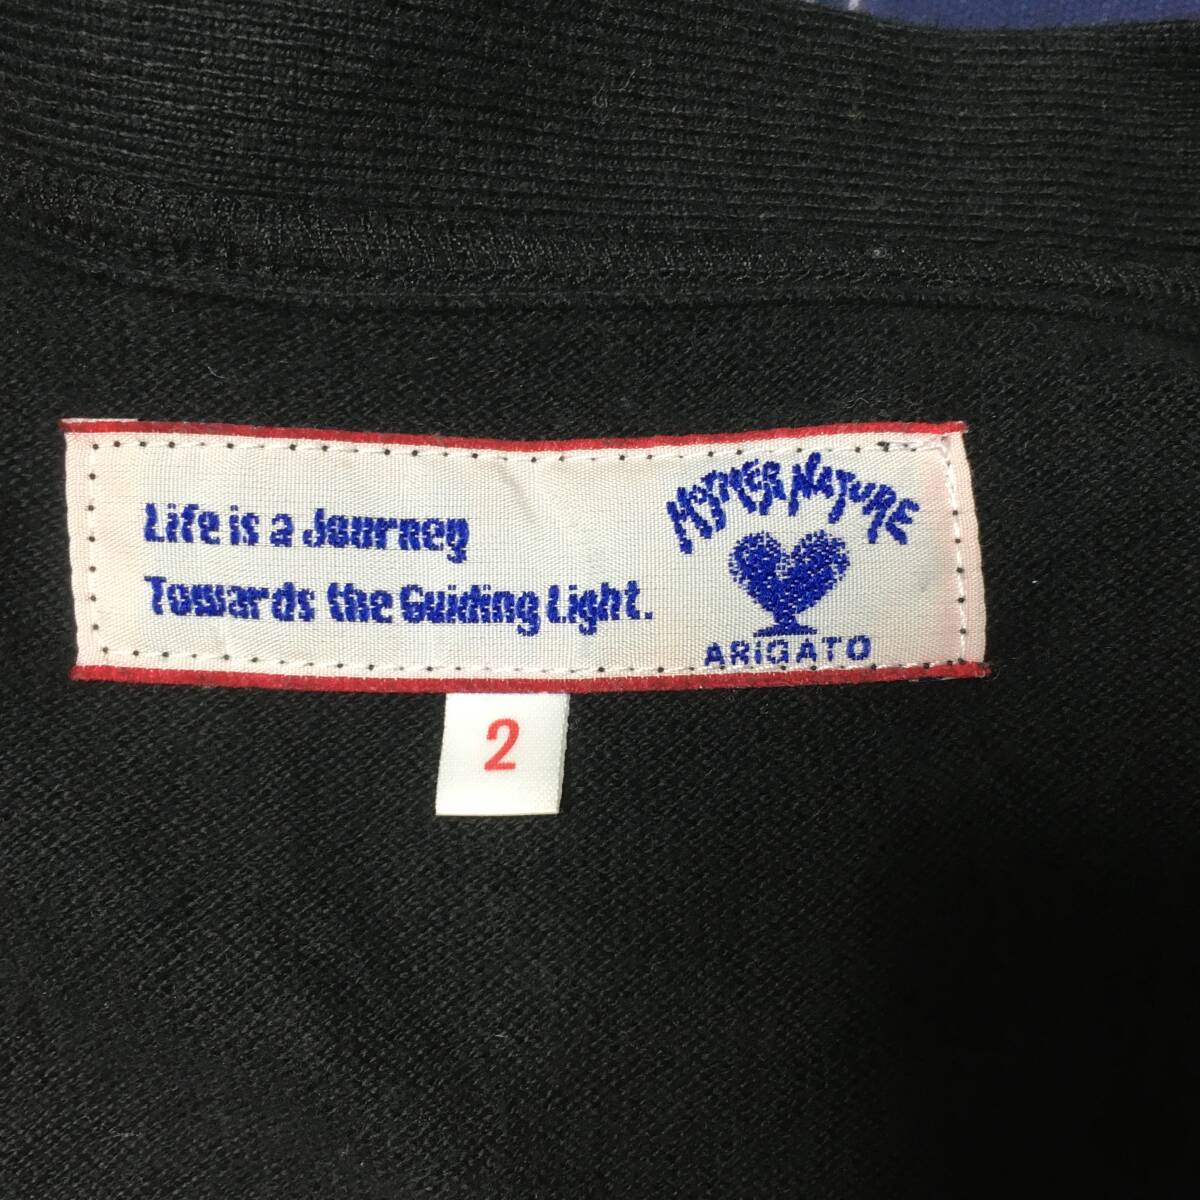 Life is a Journey
Towards the Guiding Light.
MOTHER NATURE
ARiGATO
2